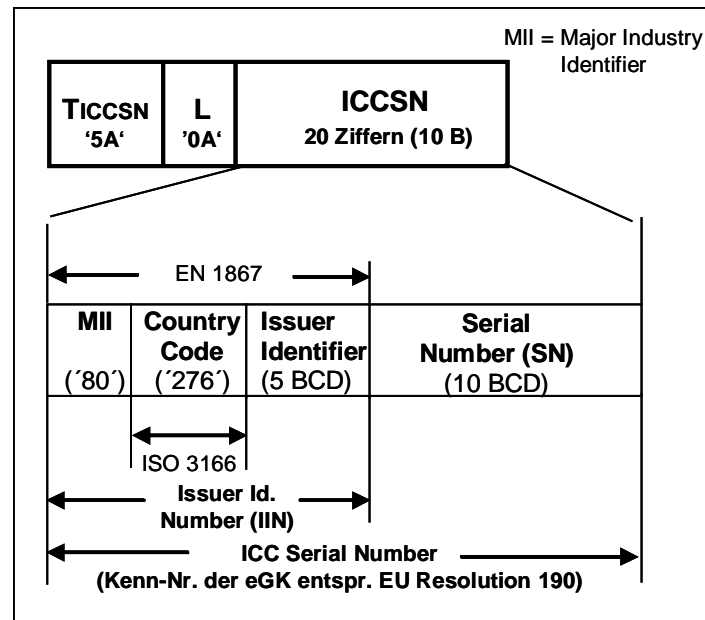 MII = Major Industry
Identifier
TICCSN
'5A'
L
'0A'
ICCSN
20 Ziffern (10 B)
EN 1867
MII
(´80´)
Country
Code
(´276´)
Issuer
Identifier
(5 BCD)
Serial
Number (SN)
(10 BCD)
ISO 3166
Issuer Id.
Number (IIN)
ICC Serial Number
(Kenn-Nr. der eGK entspr. EU Resolution 190)